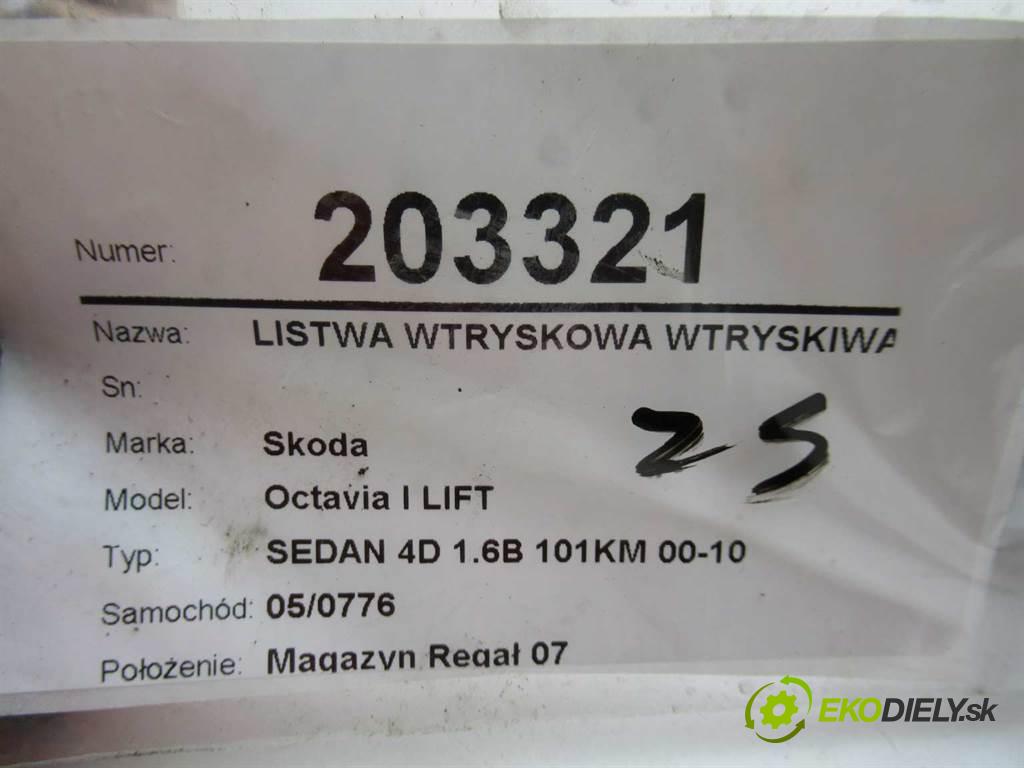 Numer: 203321
Nazwa: LISTWA WTRYSKOWA WTRYSKIWA
Sn:
25
Marka: Skoda
Model: Octavia I LIFT
Typ: SEDAN 4D 1.6B 101KM 00-10
Samochód: 05/0776
Położenie: Magazyn Regał 07
EKODIELY.sk